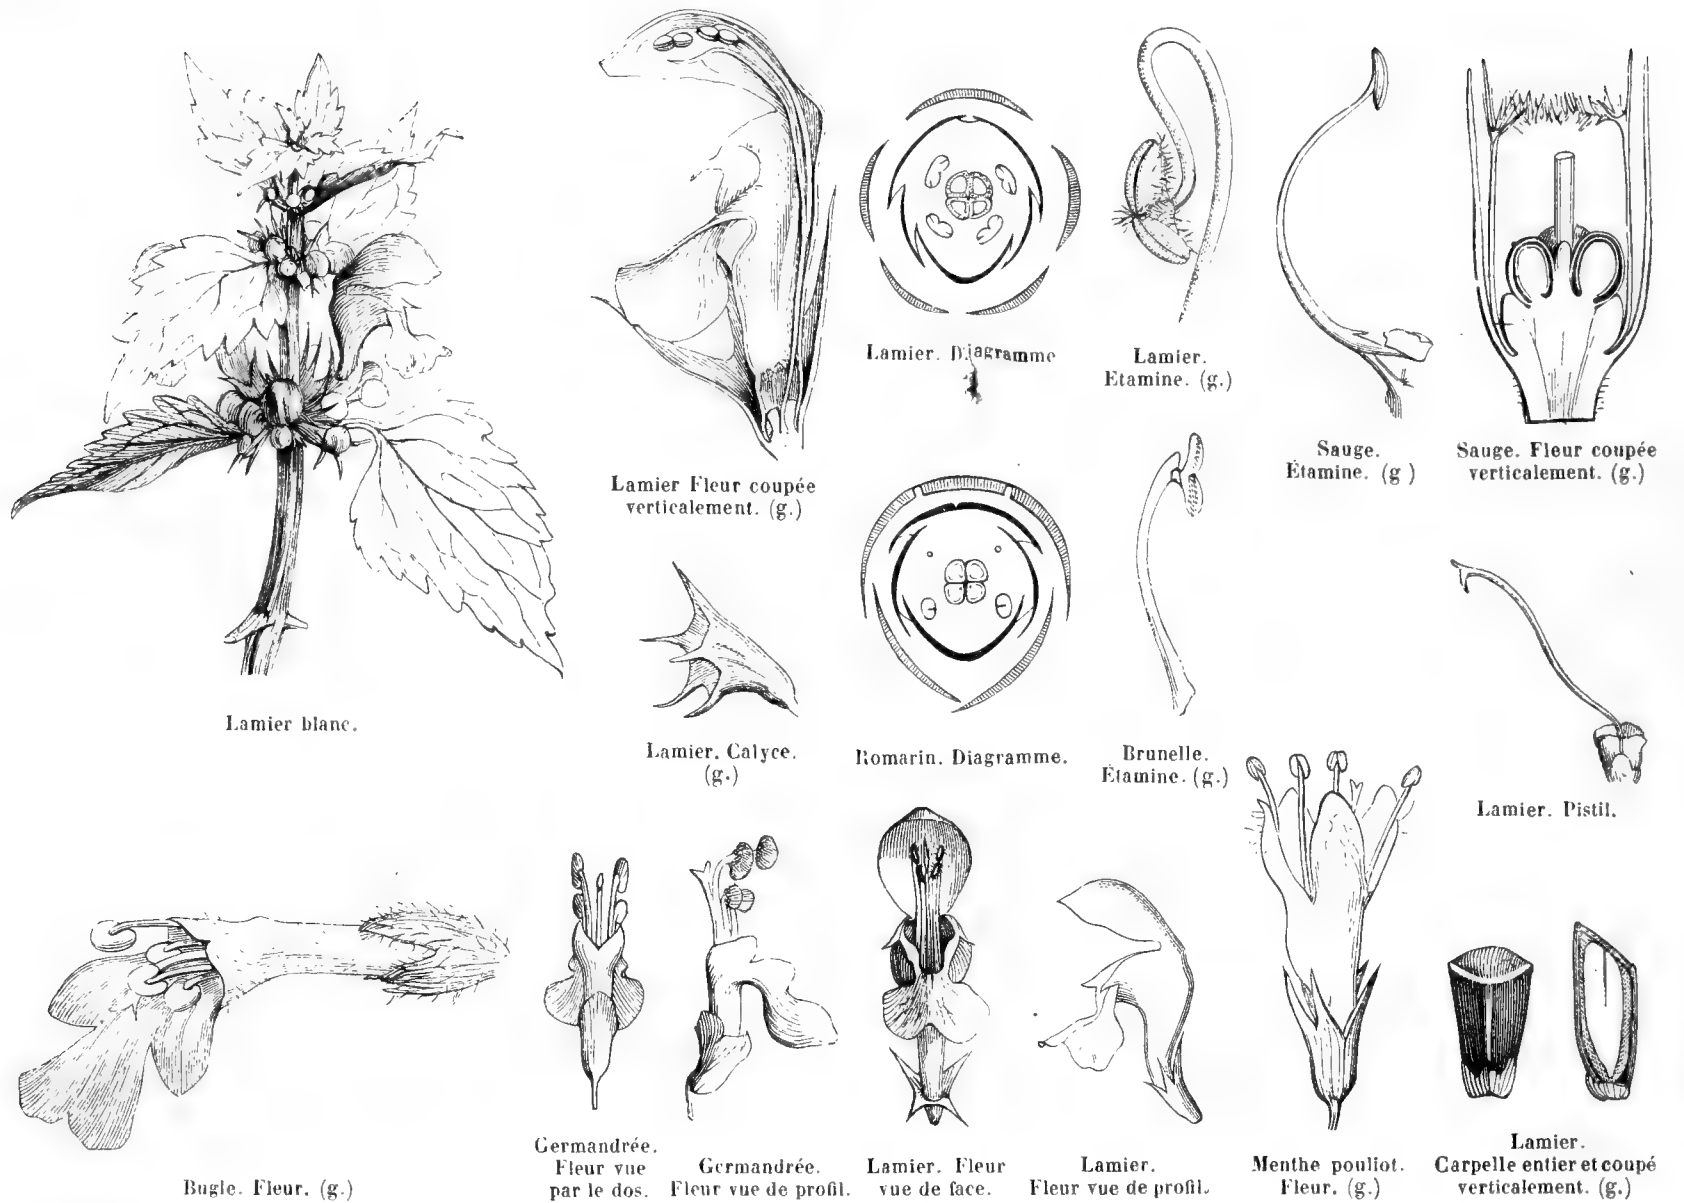 Lamier. Diagramme
Lamier.
Etamine. (g.)
Sauge.
Étamine. (g )
Sauge. Fleur coupée
verticalement. (g.)
Lamier Fleur coupée
verticalement. (g.)
Lamier blanc.
Lamier. Calyce.
(g.)
Romarin. Diagramme.
Brunelle.
Étamine. (g.)
Lamier. Pistil.
Bugle. Fleur. (g.)
Germandrée.
Fleur vue
par le dos.
Germandrée.
Fleur vue de profil.
Lamier. Fleur
vue de face.
Lamier.
Fleur vue de profil.
Menthe pouliot.
Fleur. (g.)
Lamier.
Carpelle entier et coupé
verticalement. (g.)